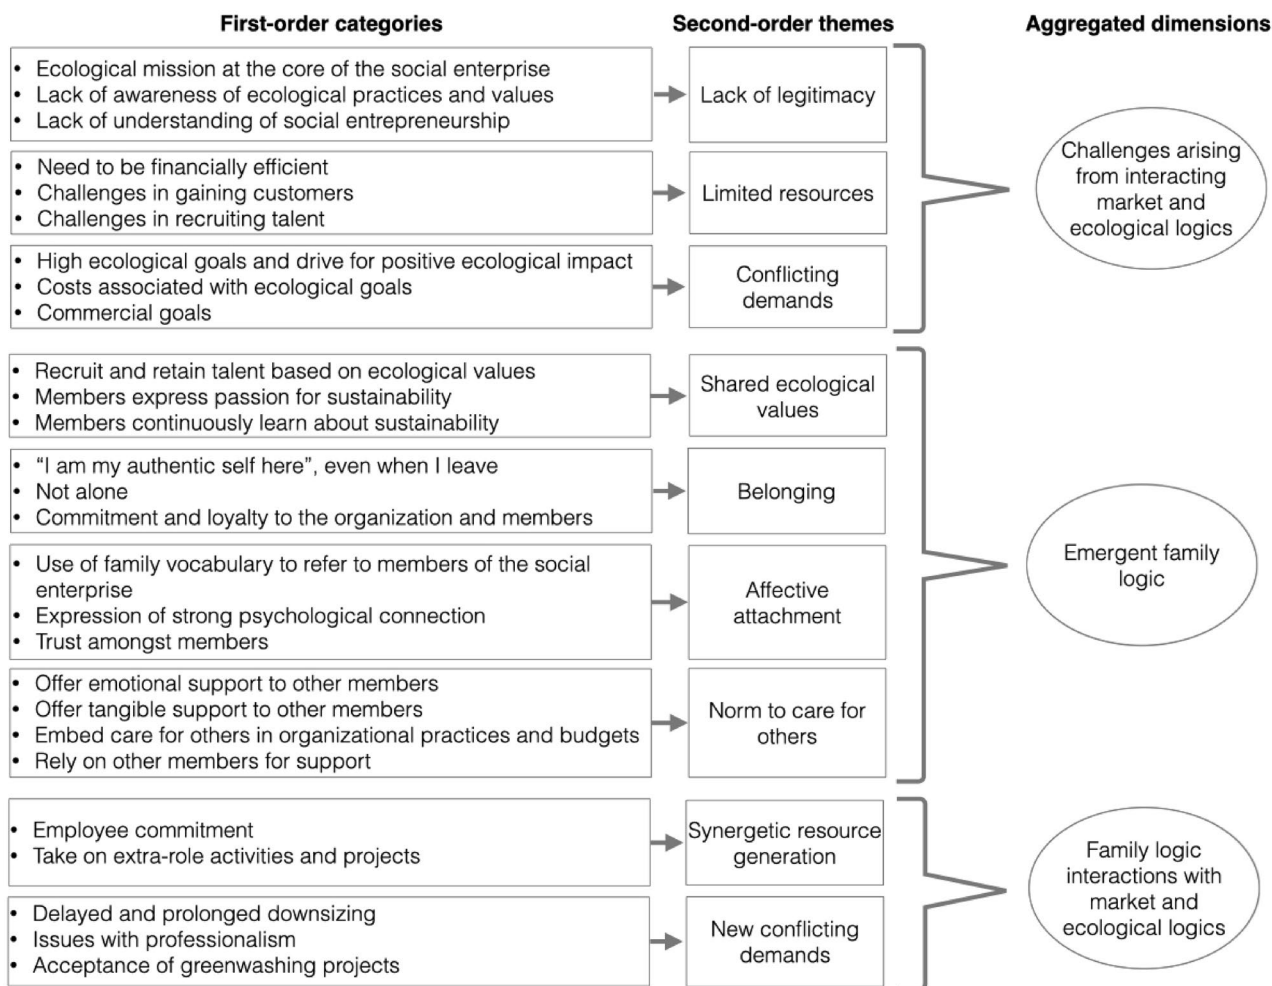 First-order categories
Second-order themes
Aggregated dimensions
• Ecological mission at the core of the social enterprise
• Lack of awareness of ecological practices and values
• Lack of understanding of social entrepreneurship
Lack of legitimacy
• Need to be financially efficient
• Challenges in gaining customers
• Challenges in recruiting talent
Limited resources
• High ecological goals and drive for positive ecological impact
• Costs associated with ecological goals
• Commercial goals
Conflicting
demands
Challenges arising
from interacting
market and
ecological logics
• Recruit and retain talent based on ecological values
• Members express passion for sustainability
• Members continuously learn about sustainability
Shared ecological
values
• “I am my authentic self here”, even when I leave
• Not alone
• Commitment and loyalty to the organization and members
Belonging
• Use of family vocabulary to refer to members of the social
enterprise
• Expression of strong psychological connection
• Trust amongst members
Affective
attachment
• Offer emotional support to other members
• Offer tangible support to other members
• Embed care for others in organizational practices and budgets
• Rely on other members for support
Norm to care for
others
Emergent family
logic
• Employee commitment
• Take on extra-role activities and projects
Synergetic resource
generation
• Delayed and prolonged downsizing
• Issues with professionalism
• Acceptance of greenwashing projects
New conflicting
demands
Family logic
interactions with
market and
ecological logics